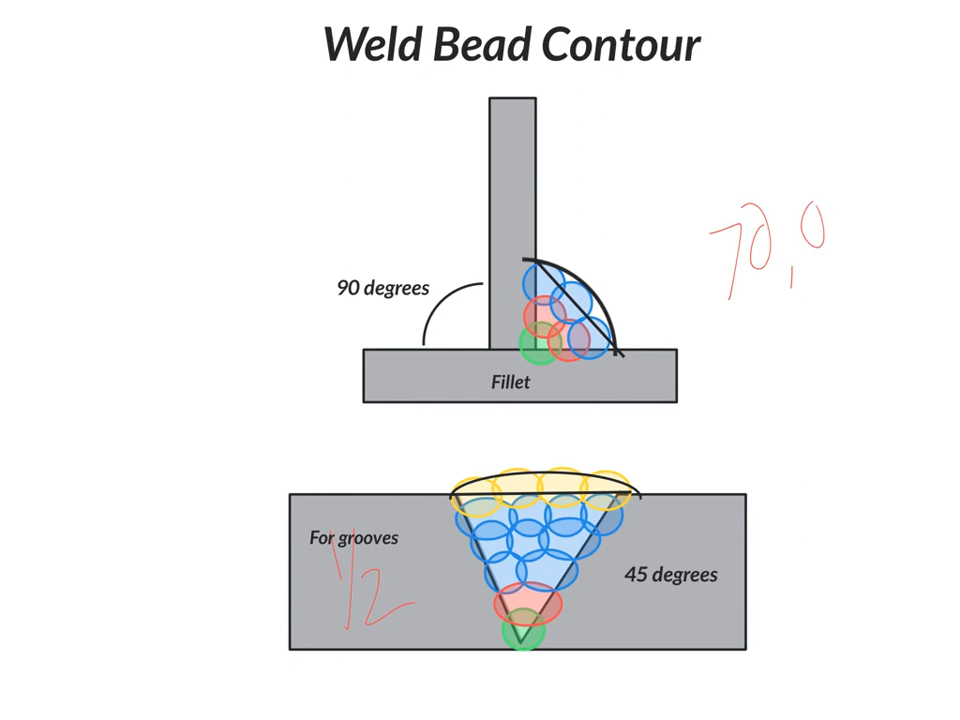 Weld Bead Contour
70,0
90 degrees
Fillet
For grooves
1/2
45 degrees